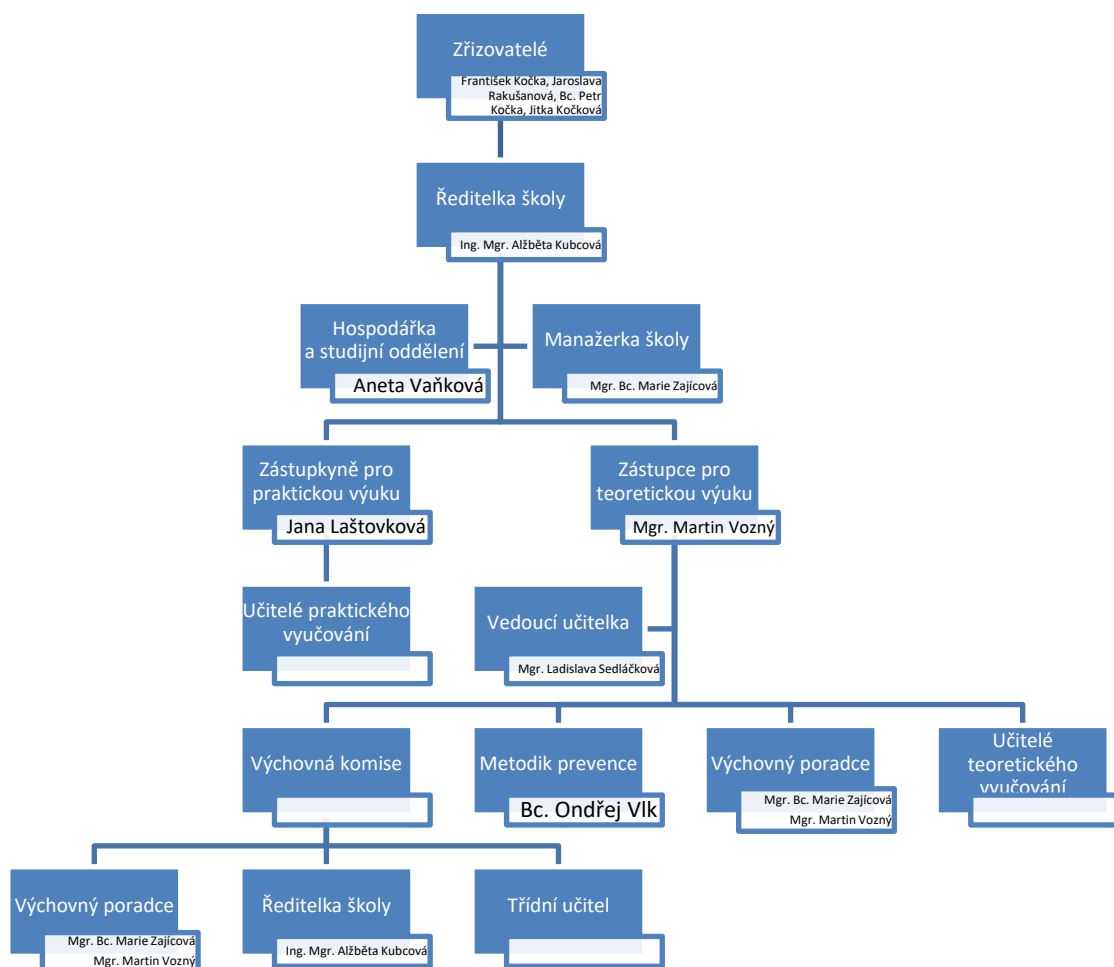 Zřizovatelé
František Kočka, Jaroslava
Rakušanová, Bc. Petr
Kočka, Jitka Kočková
Ředitelka školy
Ing. Mgr. Alžběta Kubcová
Hospodářka
a studijní oddělení
Aneta Vaňková
Manažerka školy
Mgr. Bc. Marie Zajícová
Zástupkyně pro
praktickou výuku
Jana Laštovková
Zástupce pro
teoretickou výuku
Mgr. Martin Vozný
Učitelé praktického
vyučování
Vedoucí učitelka
Mgr. Ladislava Sedláčková
Výchovná komise
Metodik prevence
Bc. Ondřej Vlk
Výchovný poradce
Mgr. Bc. Marie Zajícová
Mgr. Martin Vozný
Učitelé
teoretického
vyučování
Výchovný poradce
Mgr. Bc. Marie Zajícová
Mgr. Martin Vozný
Ředitelka školy
Ing. Mgr. Alžběta Kubcová
Třídní učitel